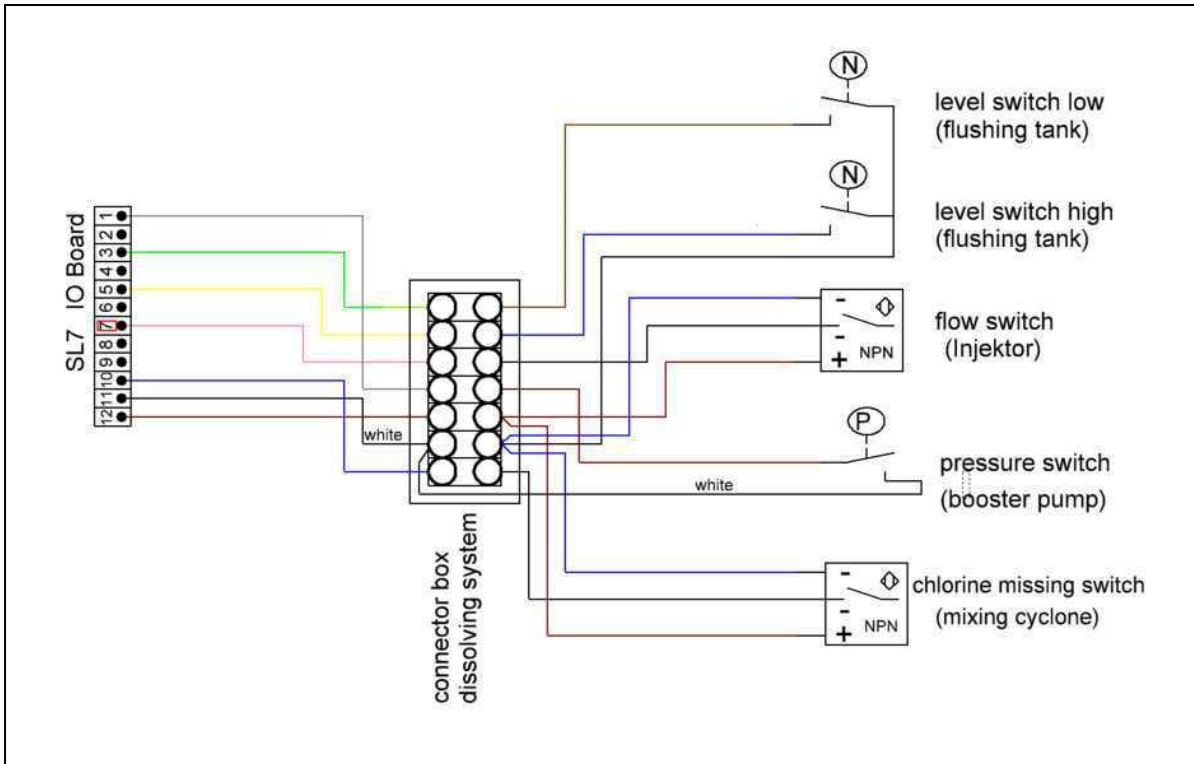 N
level switch low
(flushing tank)
N
level switch high
(flushing tank)
SL7 IO Board
1
2
3
4
5
6
7
8
9
10
11
12
-
-
+ NPN
flow switch
(Injektor)
white
P
white
pressure switch
(booster pump)
connector box
dissolving system
-
-
+ NPN
chlorine missing switch
(mixing cyclone)